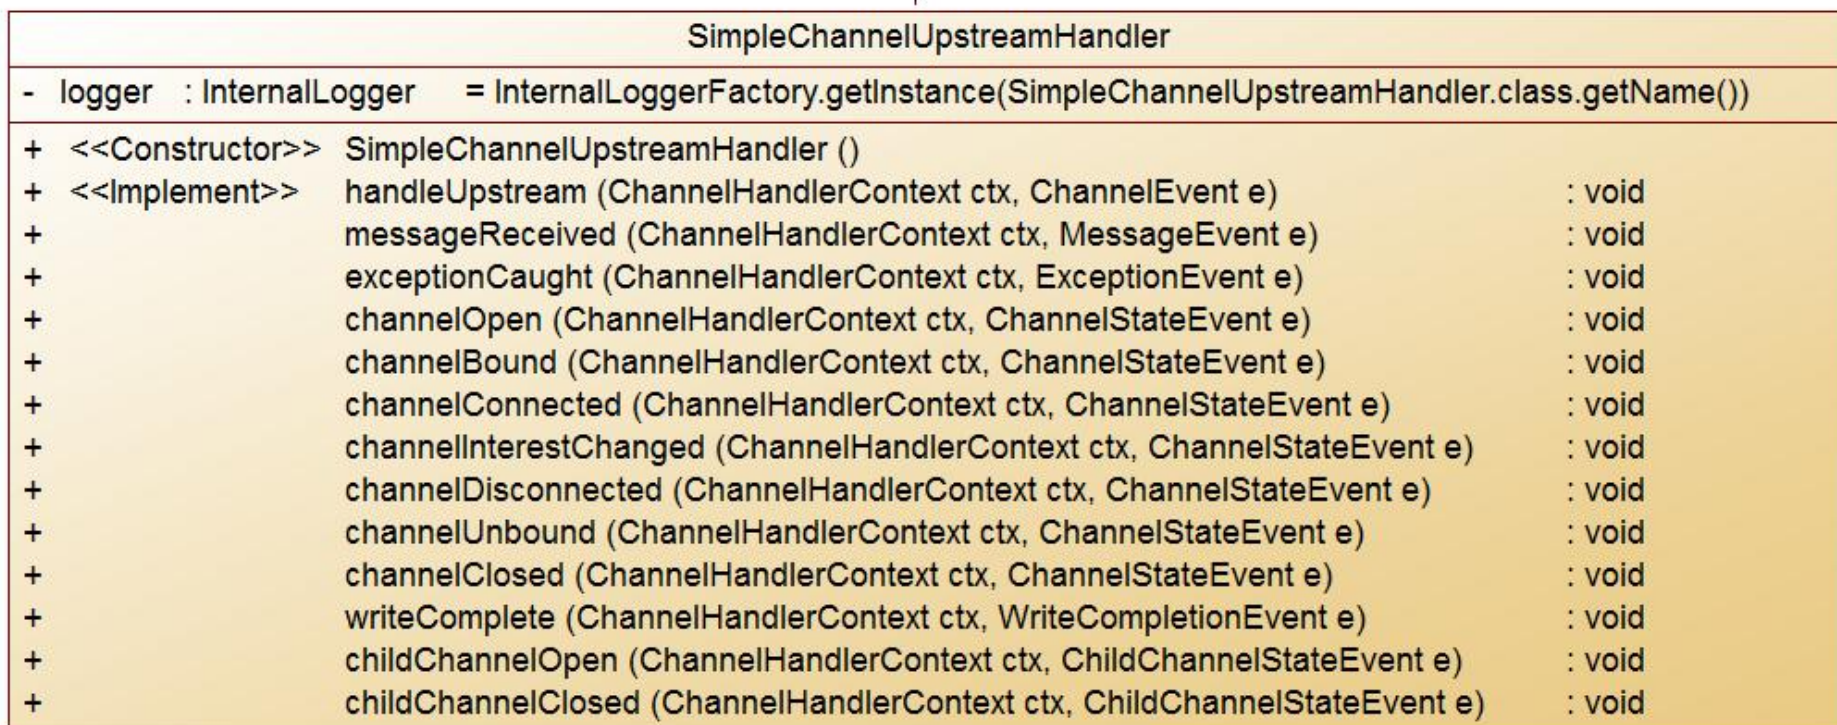 SimpleChannelUpstreamHandler
- logger : InternalLogger = InternalLoggerFactory.getInstance(SimpleChannelUpstreamHandler.class.getName())
+ <<Constructor>> SimpleChannelUpstreamHandler ()
+ <<Implement>> handleUpstream (ChannelHandlerContext ctx, ChannelEvent e) : void
+ messageReceived (ChannelHandlerContext ctx, MessageEvent e) : void
+ exceptionCaught (ChannelHandlerContext ctx, ExceptionEvent e) : void
+ channelOpen (ChannelHandlerContext ctx, ChannelStateEvent e) : void
+ channelBound (ChannelHandlerContext ctx, ChannelStateEvent e) : void
+ channelConnected (ChannelHandlerContext ctx, ChannelStateEvent e) : void
+ channelInterestChanged (ChannelHandlerContext ctx, ChannelStateEvent e) : void
+ channelDisconnected (ChannelHandlerContext ctx, ChannelStateEvent e) : void
+ channelUnbound (ChannelHandlerContext ctx, ChannelStateEvent e) : void
+ channelClosed (ChannelHandlerContext ctx, ChannelStateEvent e) : void
+ writeComplete (ChannelHandlerContext ctx, WriteCompletionEvent e) : void
+ childChannelOpen (ChannelHandlerContext ctx, ChildChannelStateEvent e) : void
+ childChannelClosed (ChannelHandlerContext ctx, ChildChannelStateEvent e) : void